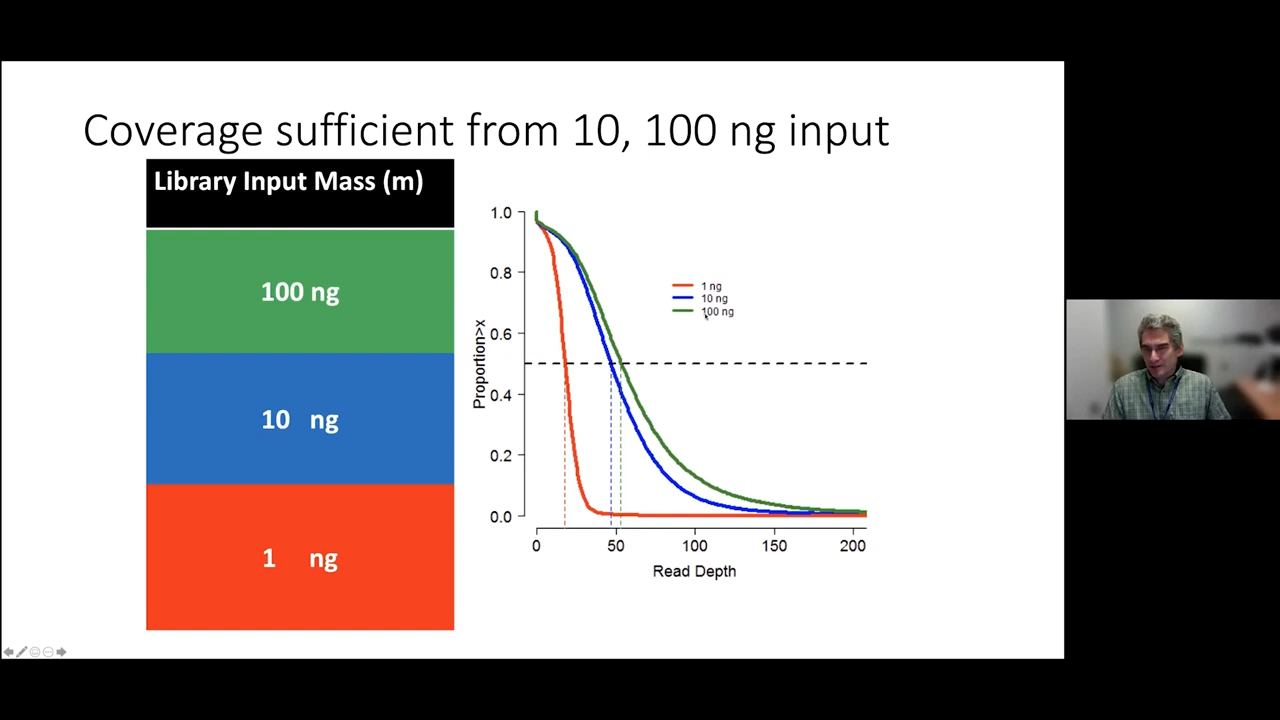 Coverage sufficient from 10, 100 ng input
Library Input Mass (m)
100 ng
10 ng
1 ng
Proportion>x
1.0
0.8
0.6
0.4
0.2
0.0
1 ng
10 ng
100 ng
0 50 100 150 200
Read Depth